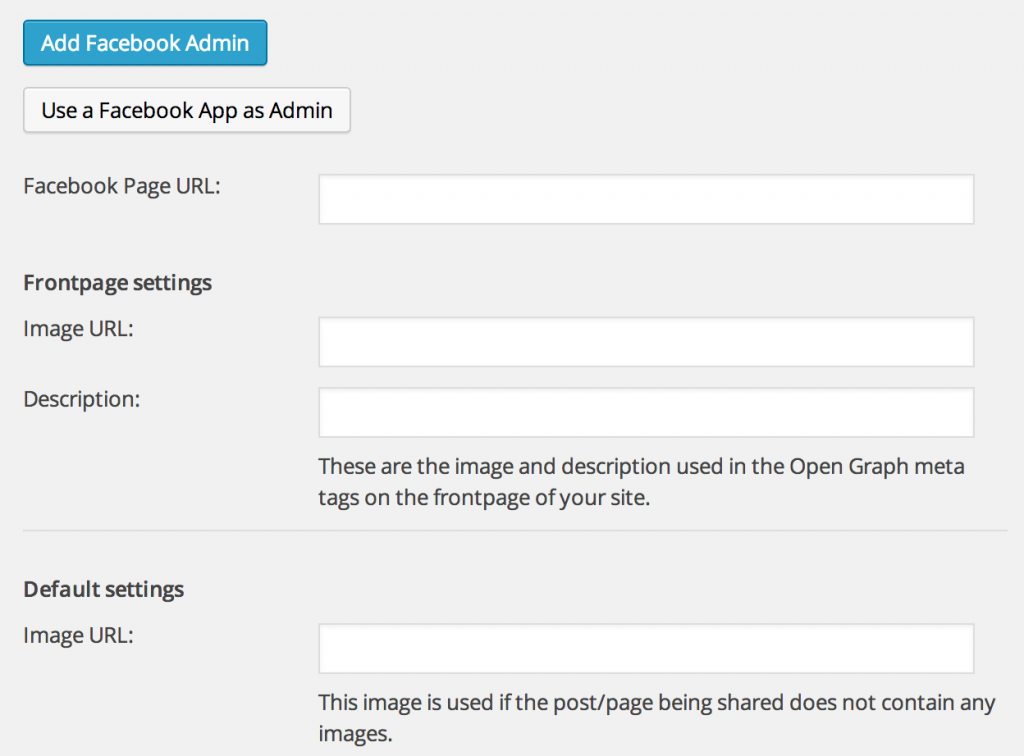 Add Facebook Admin
Use a Facebook App as Admin
Facebook Page URL:
Frontpage settings
Image URL:
Description:
These are the image and description used in the Open Graph meta
tags on the frontpage of your site.
Default settings
Image URL:
This image is used if the post/page being shared does not contain any
images.